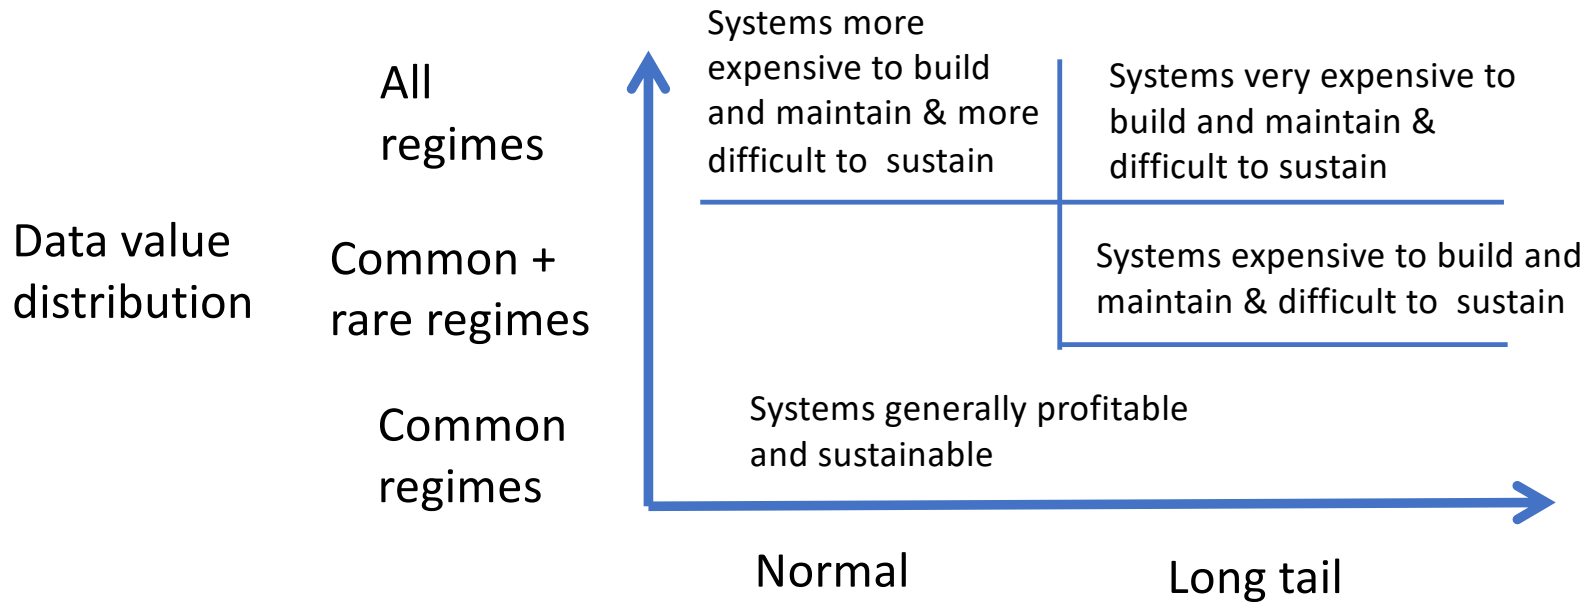 Systems more
expensive to build
and maintain & more
difficult to  sustain
All
regimes
Systems very expensive to
build and maintain &
difficult to sustain
Data value
distribution
Common +
rare regimes
Systems expensive to build and
maintain & difficult to  sustain
Common
regimes
Systems generally profitable
and sustainable
Normal
Long tail